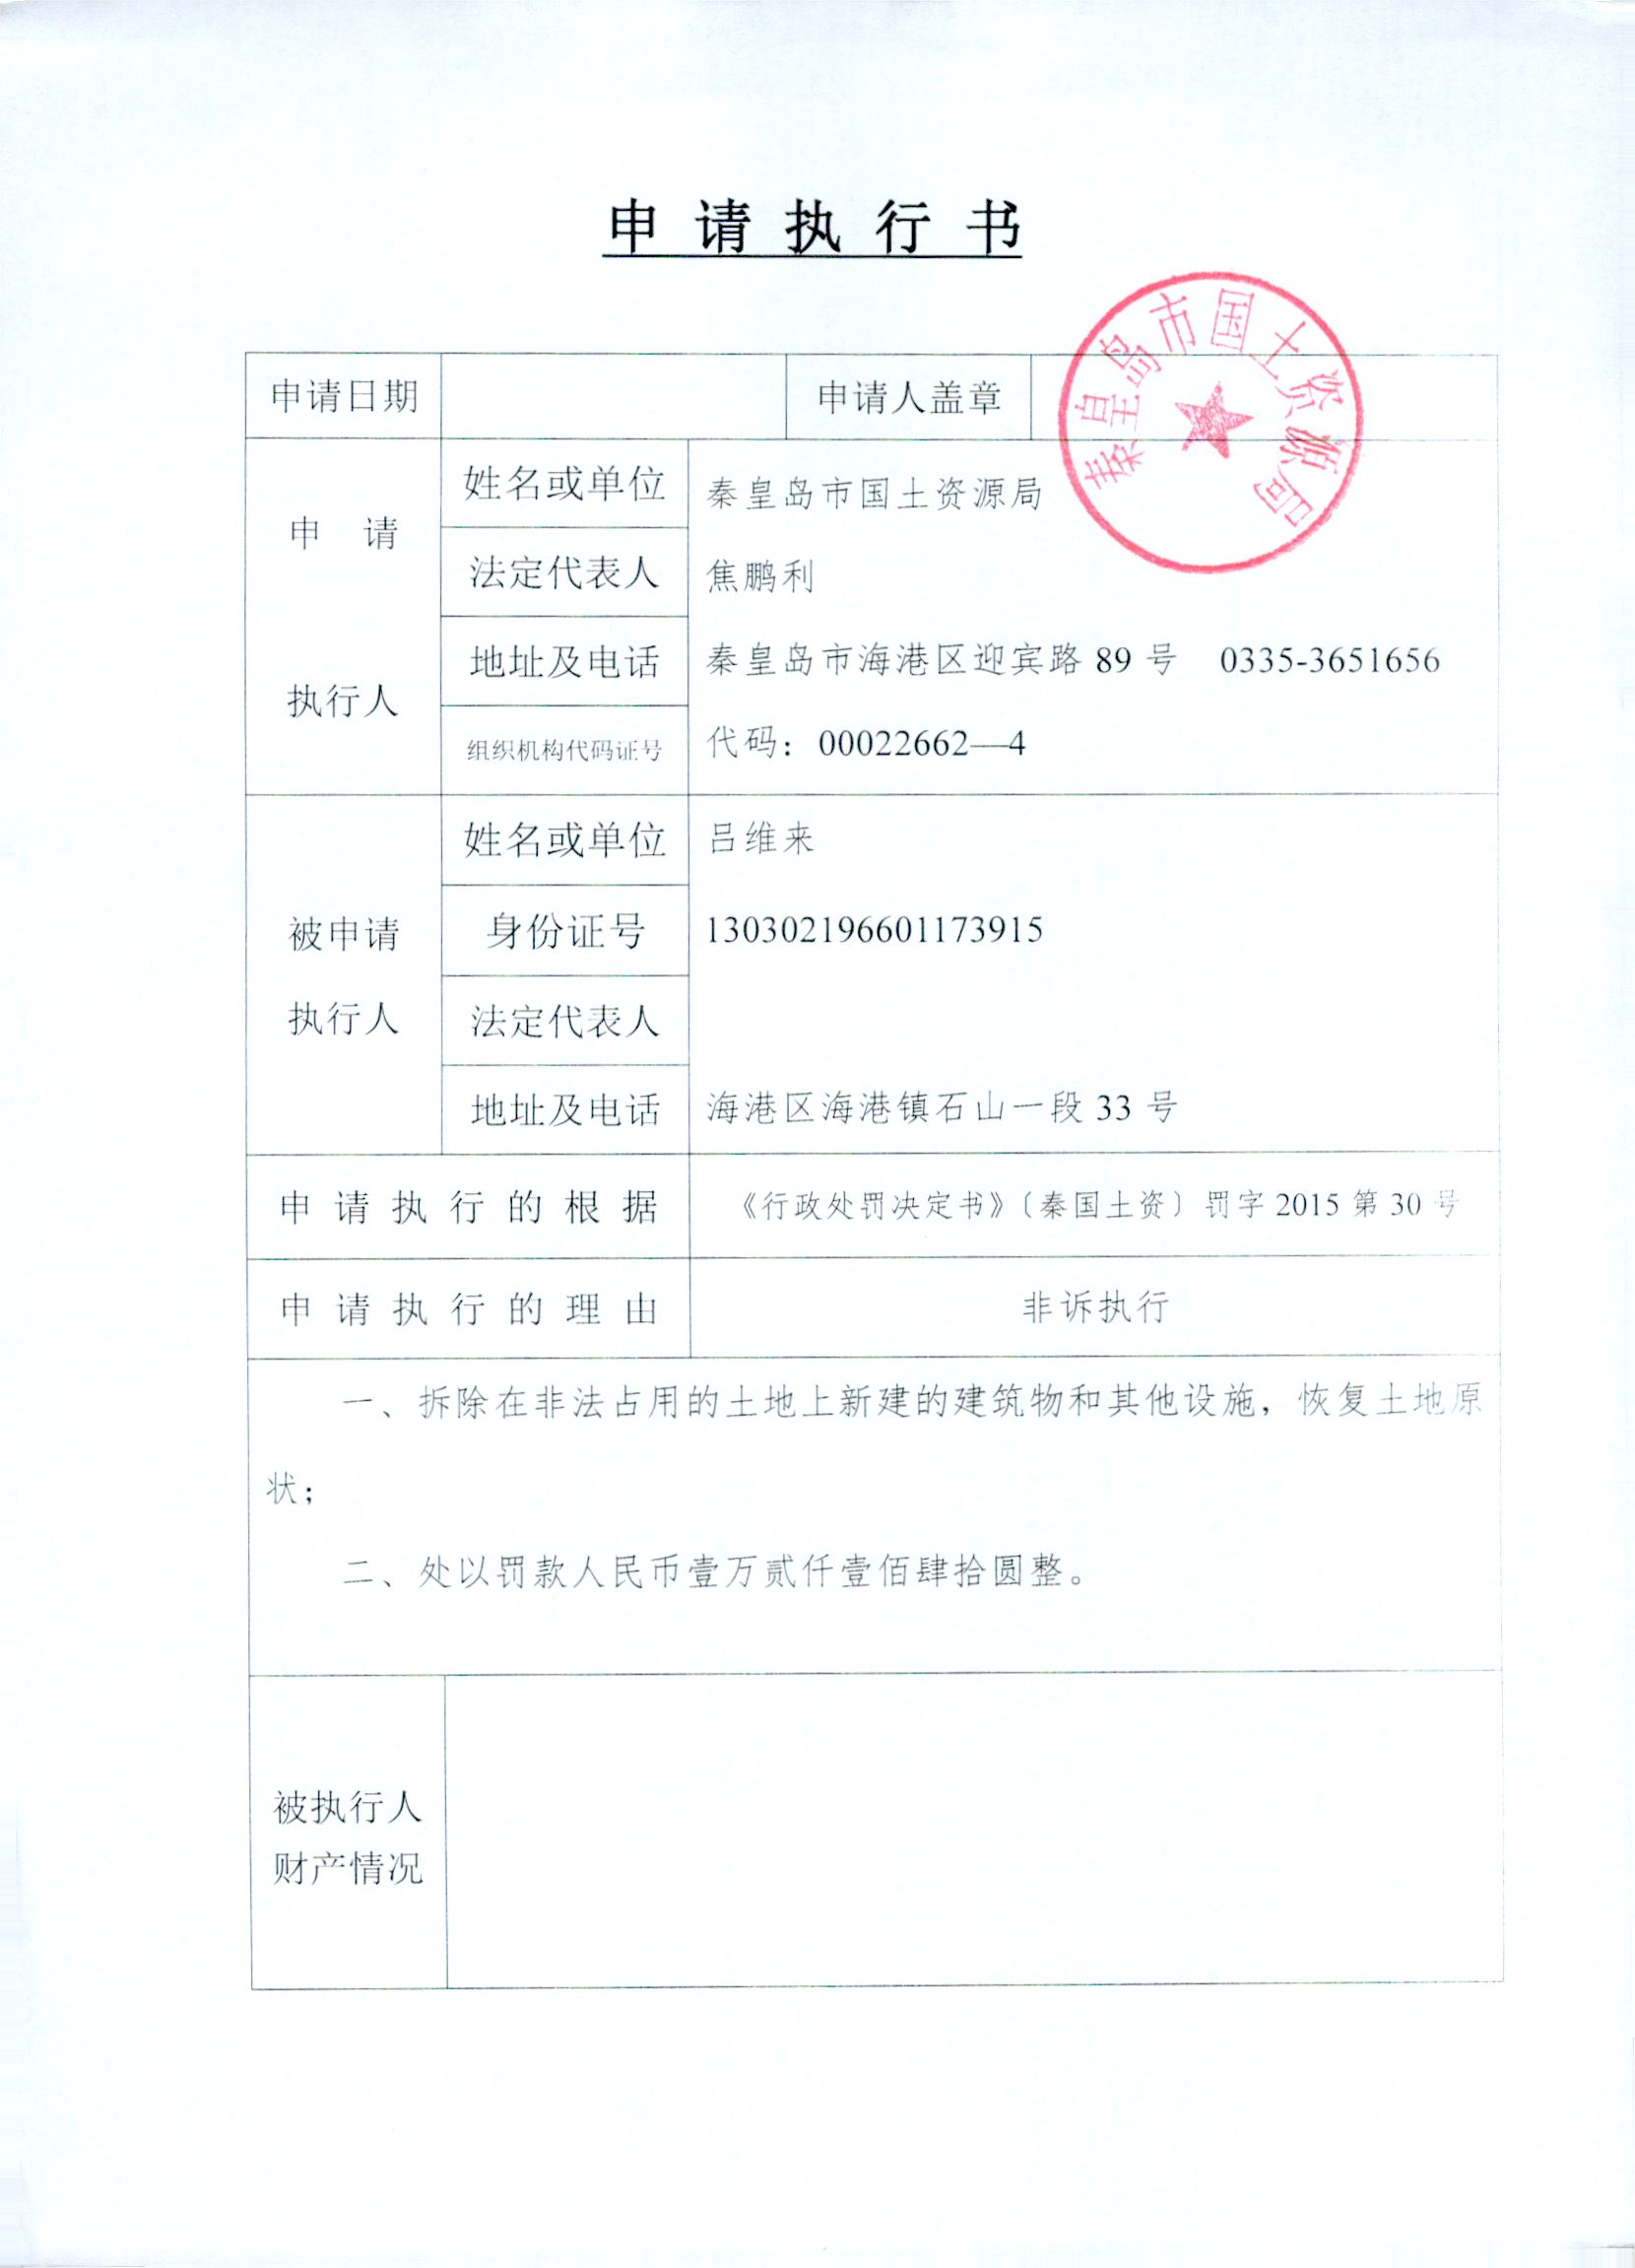 申请执行书
申请日期 申请人盖章
秦皇岛市国土资源局
申请
执行人
姓名或单位 秦皇岛市国土资源局
法定代表人 焦鹏利
地址及电话 秦皇岛市海港区迎宾路 89 号 0335-3651656
组织机构代码证号 代码：00022662—4
被申请
执行人
姓名或单位 吕维来
身份证号 130302196601173915
法定代表人
地址及电话 海港区海港镇石山一段 33 号
申请执行的根据 《行政处罚决定书》〔秦国土资〕罚字 2015 第 30 号
申请执行的理由 非诉执行
一、拆除在非法占用的土地上新建的建筑物和其他设施，恢复土地原
状；
二、处以罚款人民币壹万贰仟壹佰肆拾圆整。
被执行人
财产情况